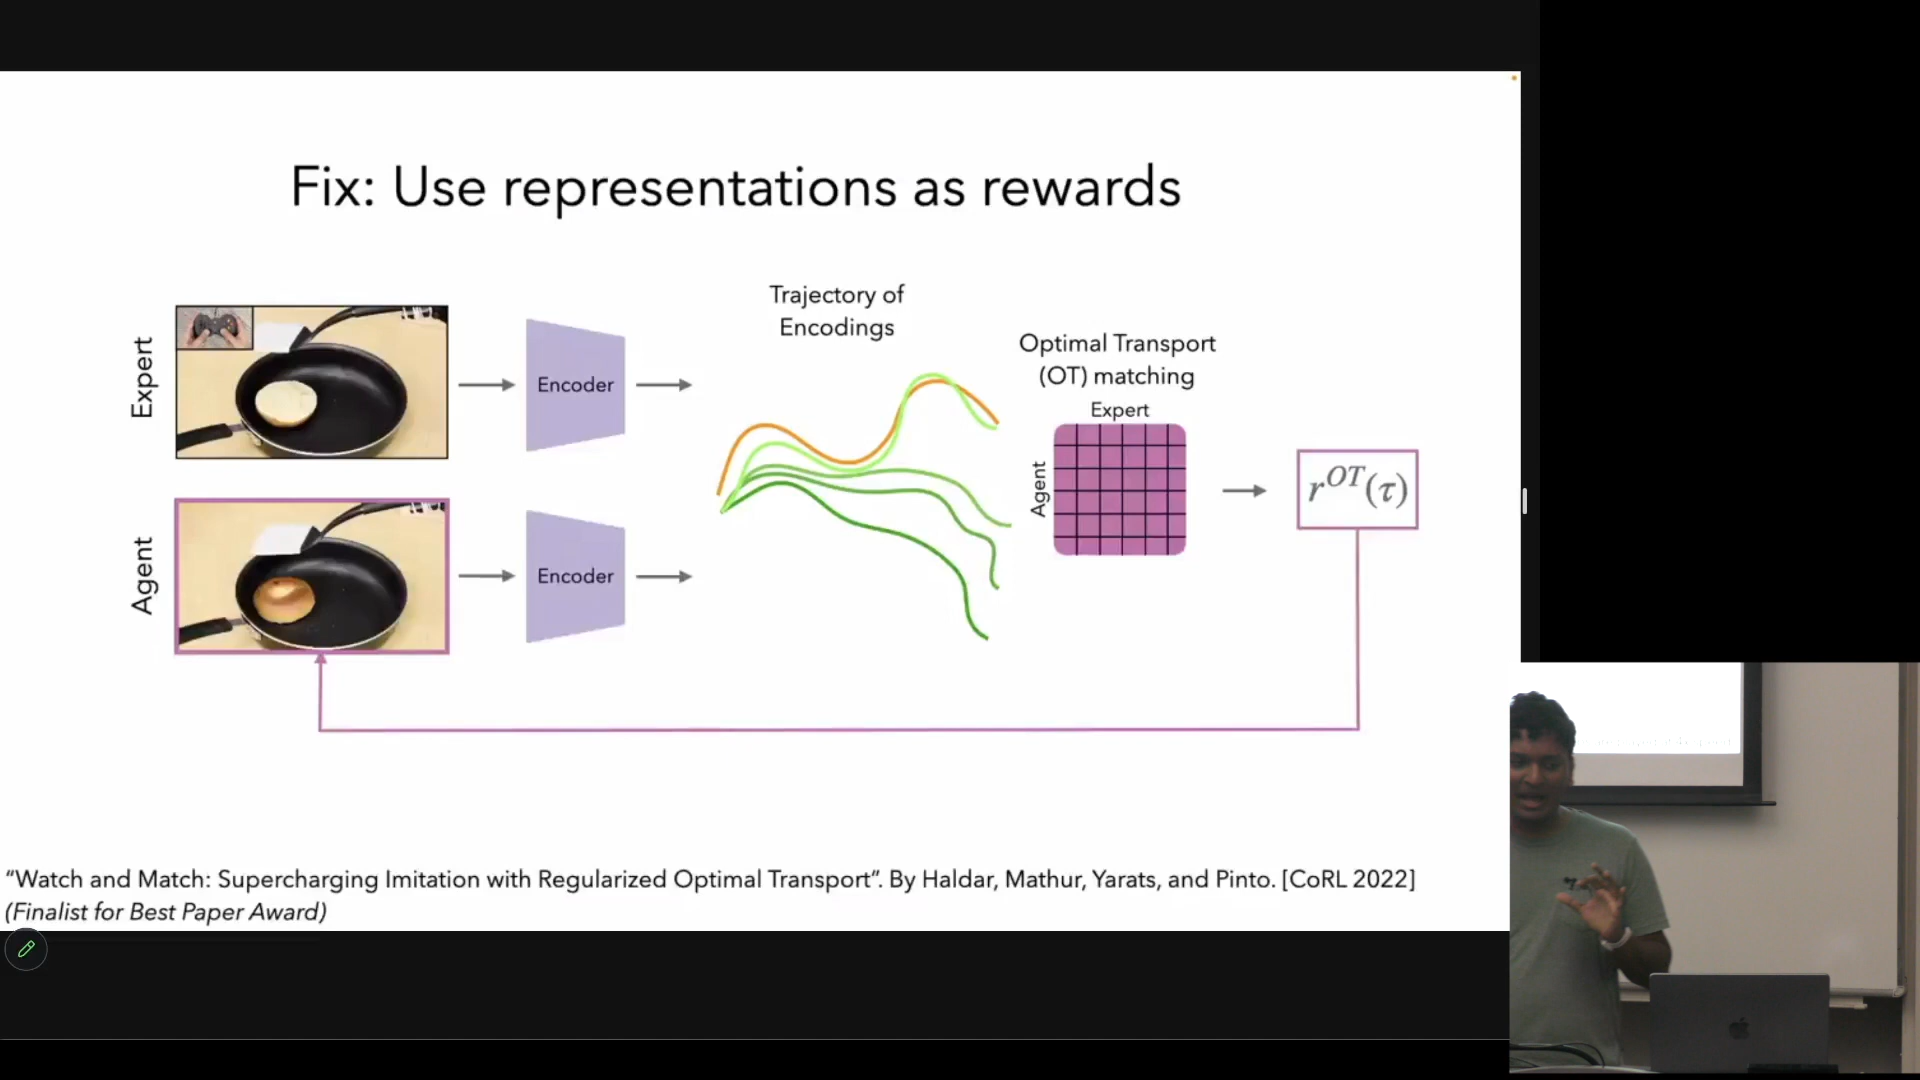 Fix: Use representations as rewards
Trajectory of
Encodings
Optimal Transport
(OT) matching
Expert
Expert
Encoder
Agent
Agent
Encoder
r^{OT}(τ)
“Watch and Match: Supercharging Imitation with Regularized Optimal Transport”. By Haldar, Mathur, Yarats, and Pinto. [CoRL 2022]
(Finalist for Best Paper Award)